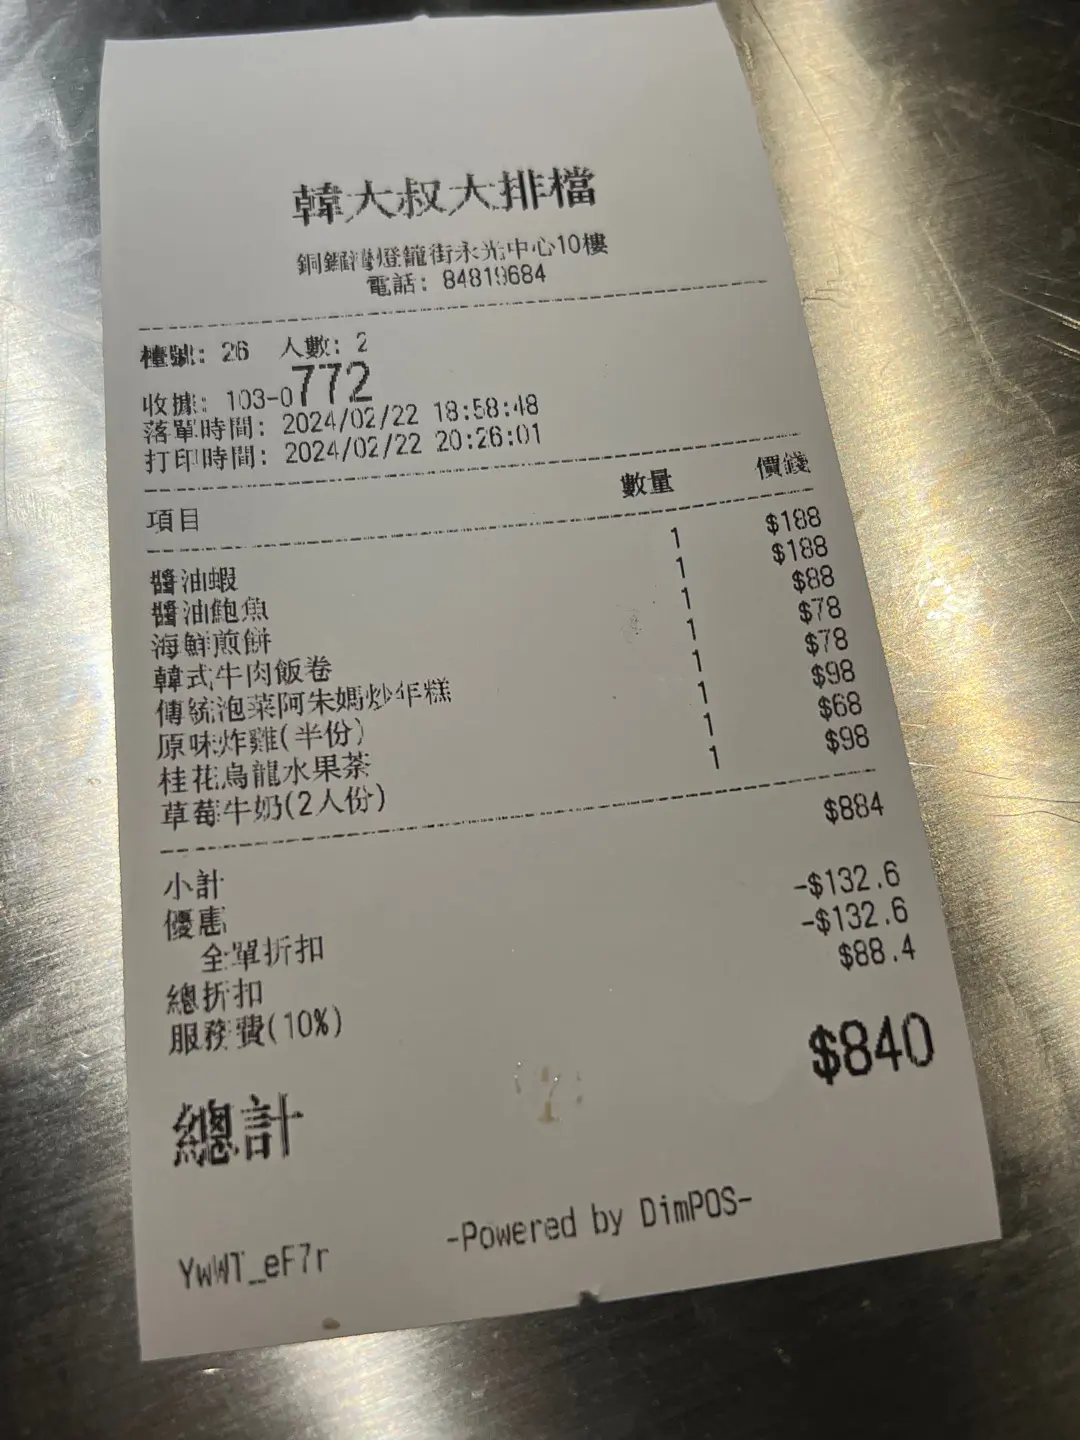 韓大叔大排檔
銅鑼灣燈籠街永光中心10樓
電話: 84819684
檯號: 26 人數: 2
收據: 103-0772
落單時間: 2024/02/22 18:58:48
打印時間: 2024/02/22 20:26:01
項目 數量 價錢
醬油蝦 1 $188
醬油鮑魚 1 $188
海鮮煎餅 1 $88
韓式牛肉飯卷 1 $78
傳統泡菜阿朱媽炒年糕 1 $78
原味炸雞(半份) 1 $98
桂花烏龍水果茶 1 $68
草莓牛奶(2人份) 1 $98
小計 $884
優惠
全單折扣 -$132.6
總折扣 -$132.6
服務費(10%) $88.4
總計 $840
YwWT_eF7r -Powered by DimPOS-